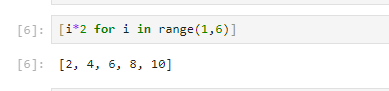 [6]: [i*2 for i in range(1,6)]
[6]: [2, 4, 6, 8, 10]